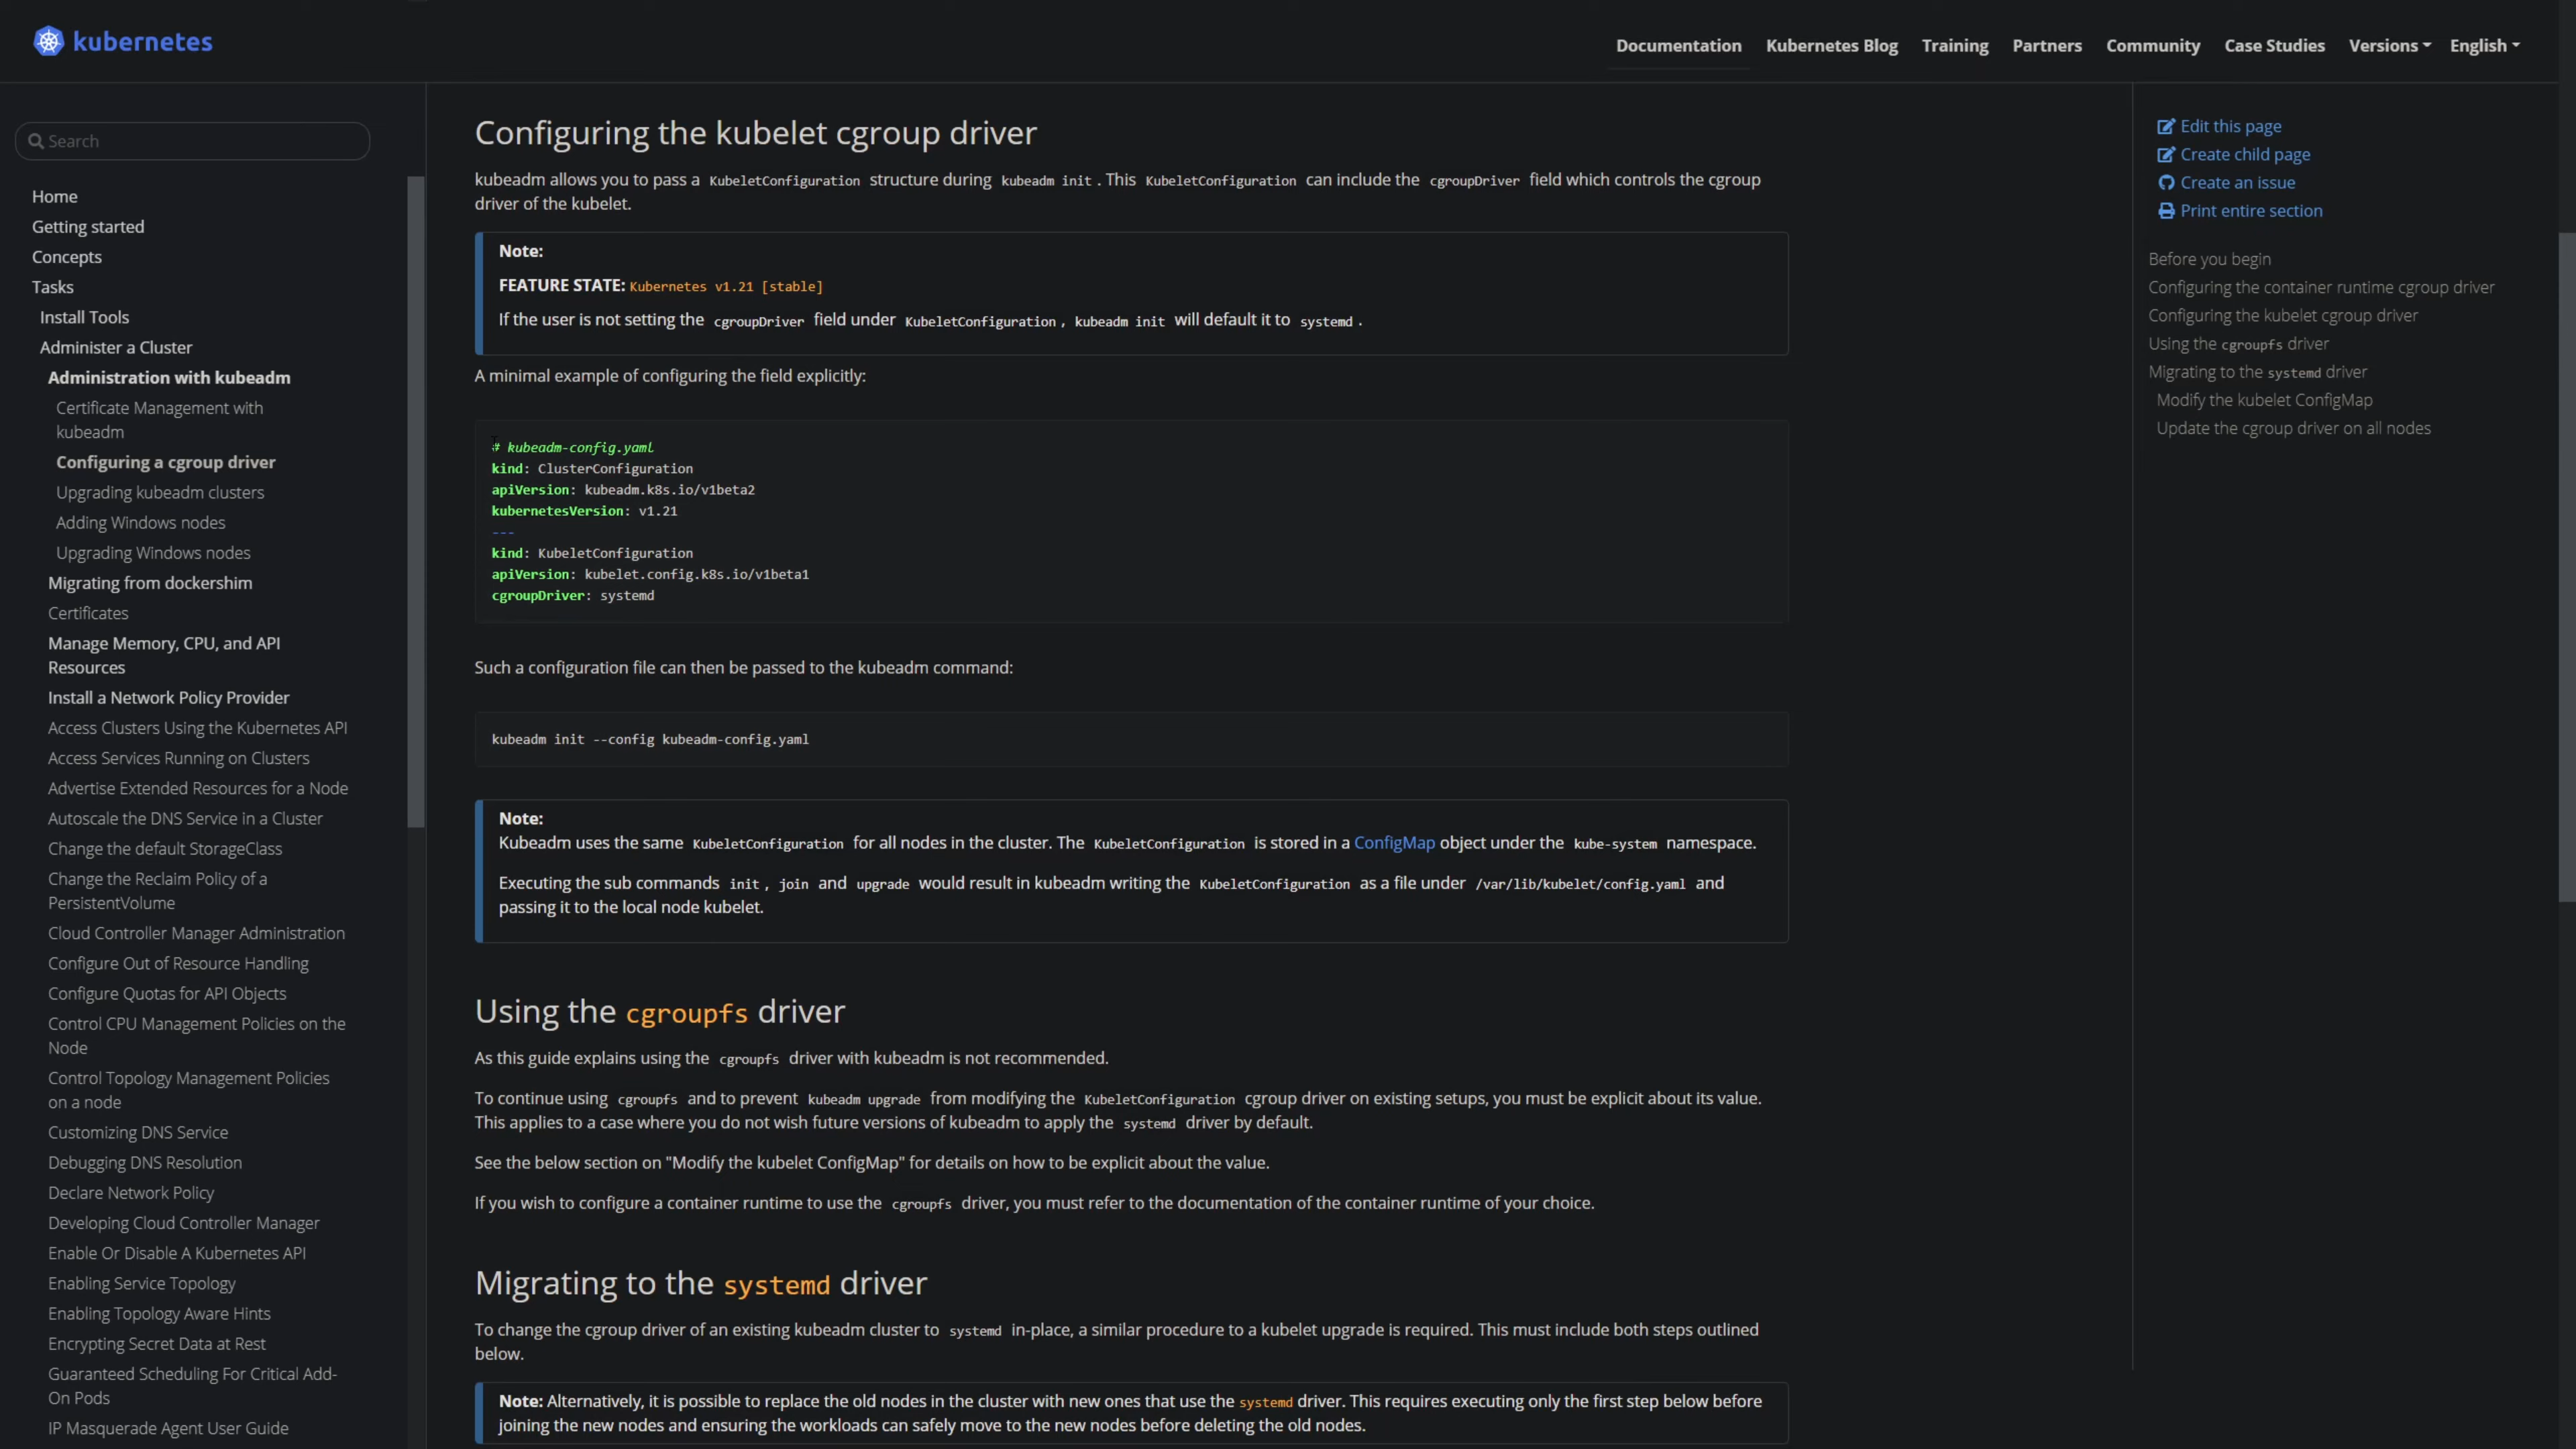 kubernetes
Documentation Kubernetes Blog Training Partners Community Case Studies Versions English
Search
Home
Getting started
Concepts
Tasks
Install Tools
Administer a Cluster
Administration with kubeadm
Certificate Management with
kubeadm
Configuring a cgroup driver
Upgrading kubeadm clusters
Adding Windows nodes
Upgrading Windows nodes
Migrating from dockershim
Certificates
Manage Memory, CPU, and API
Resources
Install a Network Policy Provider
Access Clusters Using the Kubernetes API
Access Services Running on Clusters
Advertise Extended Resources for a Node
Autoscale the DNS Service in a Cluster
Change the default StorageClass
Change the Reclaim Policy of a
PersistentVolume
Cloud Controller Manager Administration
Configure Out of Resource Handling
Configure Quotas for API Objects
Control CPU Management Policies on the
Node
Control Topology Management Policies
on a node
Customizing DNS Service
Debugging DNS Resolution
Declare Network Policy
Developing Cloud Controller Manager
Enable Or Disable A Kubernetes API
Enabling Service Topology
Enabling Topology Aware Hints
Encrypting Secret Data at Rest
Guaranteed Scheduling For Critical Add-
On Pods
IP Masquerade Agent User Guide
Configuring the kubelet cgroup driver
kubeadm allows you to pass a KubeletConfiguration structure during kubeadm init. This KubeletConfiguration can include the cgroupDriver field which controls the cgroup
driver of the kubelet.
Note:
FEATURE STATE: Kubernetes v1.21 [stable]
If the user is not setting the cgroupDriver field under KubeletConfiguration, kubeadm init will default it to systemd.
A minimal example of configuring the field explicitly:
# kubeadm-config.yaml
kind: ClusterConfiguration
apiVersion: kubeadm.k8s.io/v1beta2
kubernetesVersion: v1.21
---
kind: KubeletConfiguration
apiVersion: kubelet.config.k8s.io/v1beta1
cgroupDriver: systemd
Such a configuration file can then be passed to the kubeadm command:
kubeadm init --config kubeadm-config.yaml
Note:
Kubeadm uses the same KubeletConfiguration for all nodes in the cluster. The KubeletConfiguration is stored in a ConfigMap object under the kube-system namespace.
Executing the sub commands init, join and upgrade would result in kubeadm writing the KubeletConfiguration as a file under /var/lib/kubelet/config.yaml and
passing it to the local node kubelet.
Using the cgroupfs driver
As this guide explains using the cgroupfs driver with kubeadm is not recommended.
To continue using cgroupfs and to prevent kubeadm upgrade from modifying the KubeletConfiguration cgroup driver on existing setups, you must be explicit about its value.
This applies to a case where you do not wish future versions of kubeadm to apply the systemd driver by default.
See the below section on "Modify the kubelet ConfigMap" for details on how to be explicit about the value.
If you wish to configure a container runtime to use the cgroupfs driver, you must refer to the documentation of the container runtime of your choice.
Migrating to the systemd driver
To change the cgroup driver of an existing kubeadm cluster to systemd in-place, a similar procedure to a kubelet upgrade is required. This must include both steps outlined
below.
Note: Alternatively, it is possible to replace the old nodes in the cluster with new ones that use the systemd driver. This requires executing only the first step below before
joining the new nodes and ensuring the workloads can safely move to the new nodes before deleting the old nodes.
Edit this page
Create child page
Create an issue
Print entire section
Before you begin
Configuring the container runtime cgroup driver
Configuring the kubelet cgroup driver
Using the cgroupfs driver
Migrating to the systemd driver
Modify the kubelet ConfigMap
Update the cgroup driver on all nodes